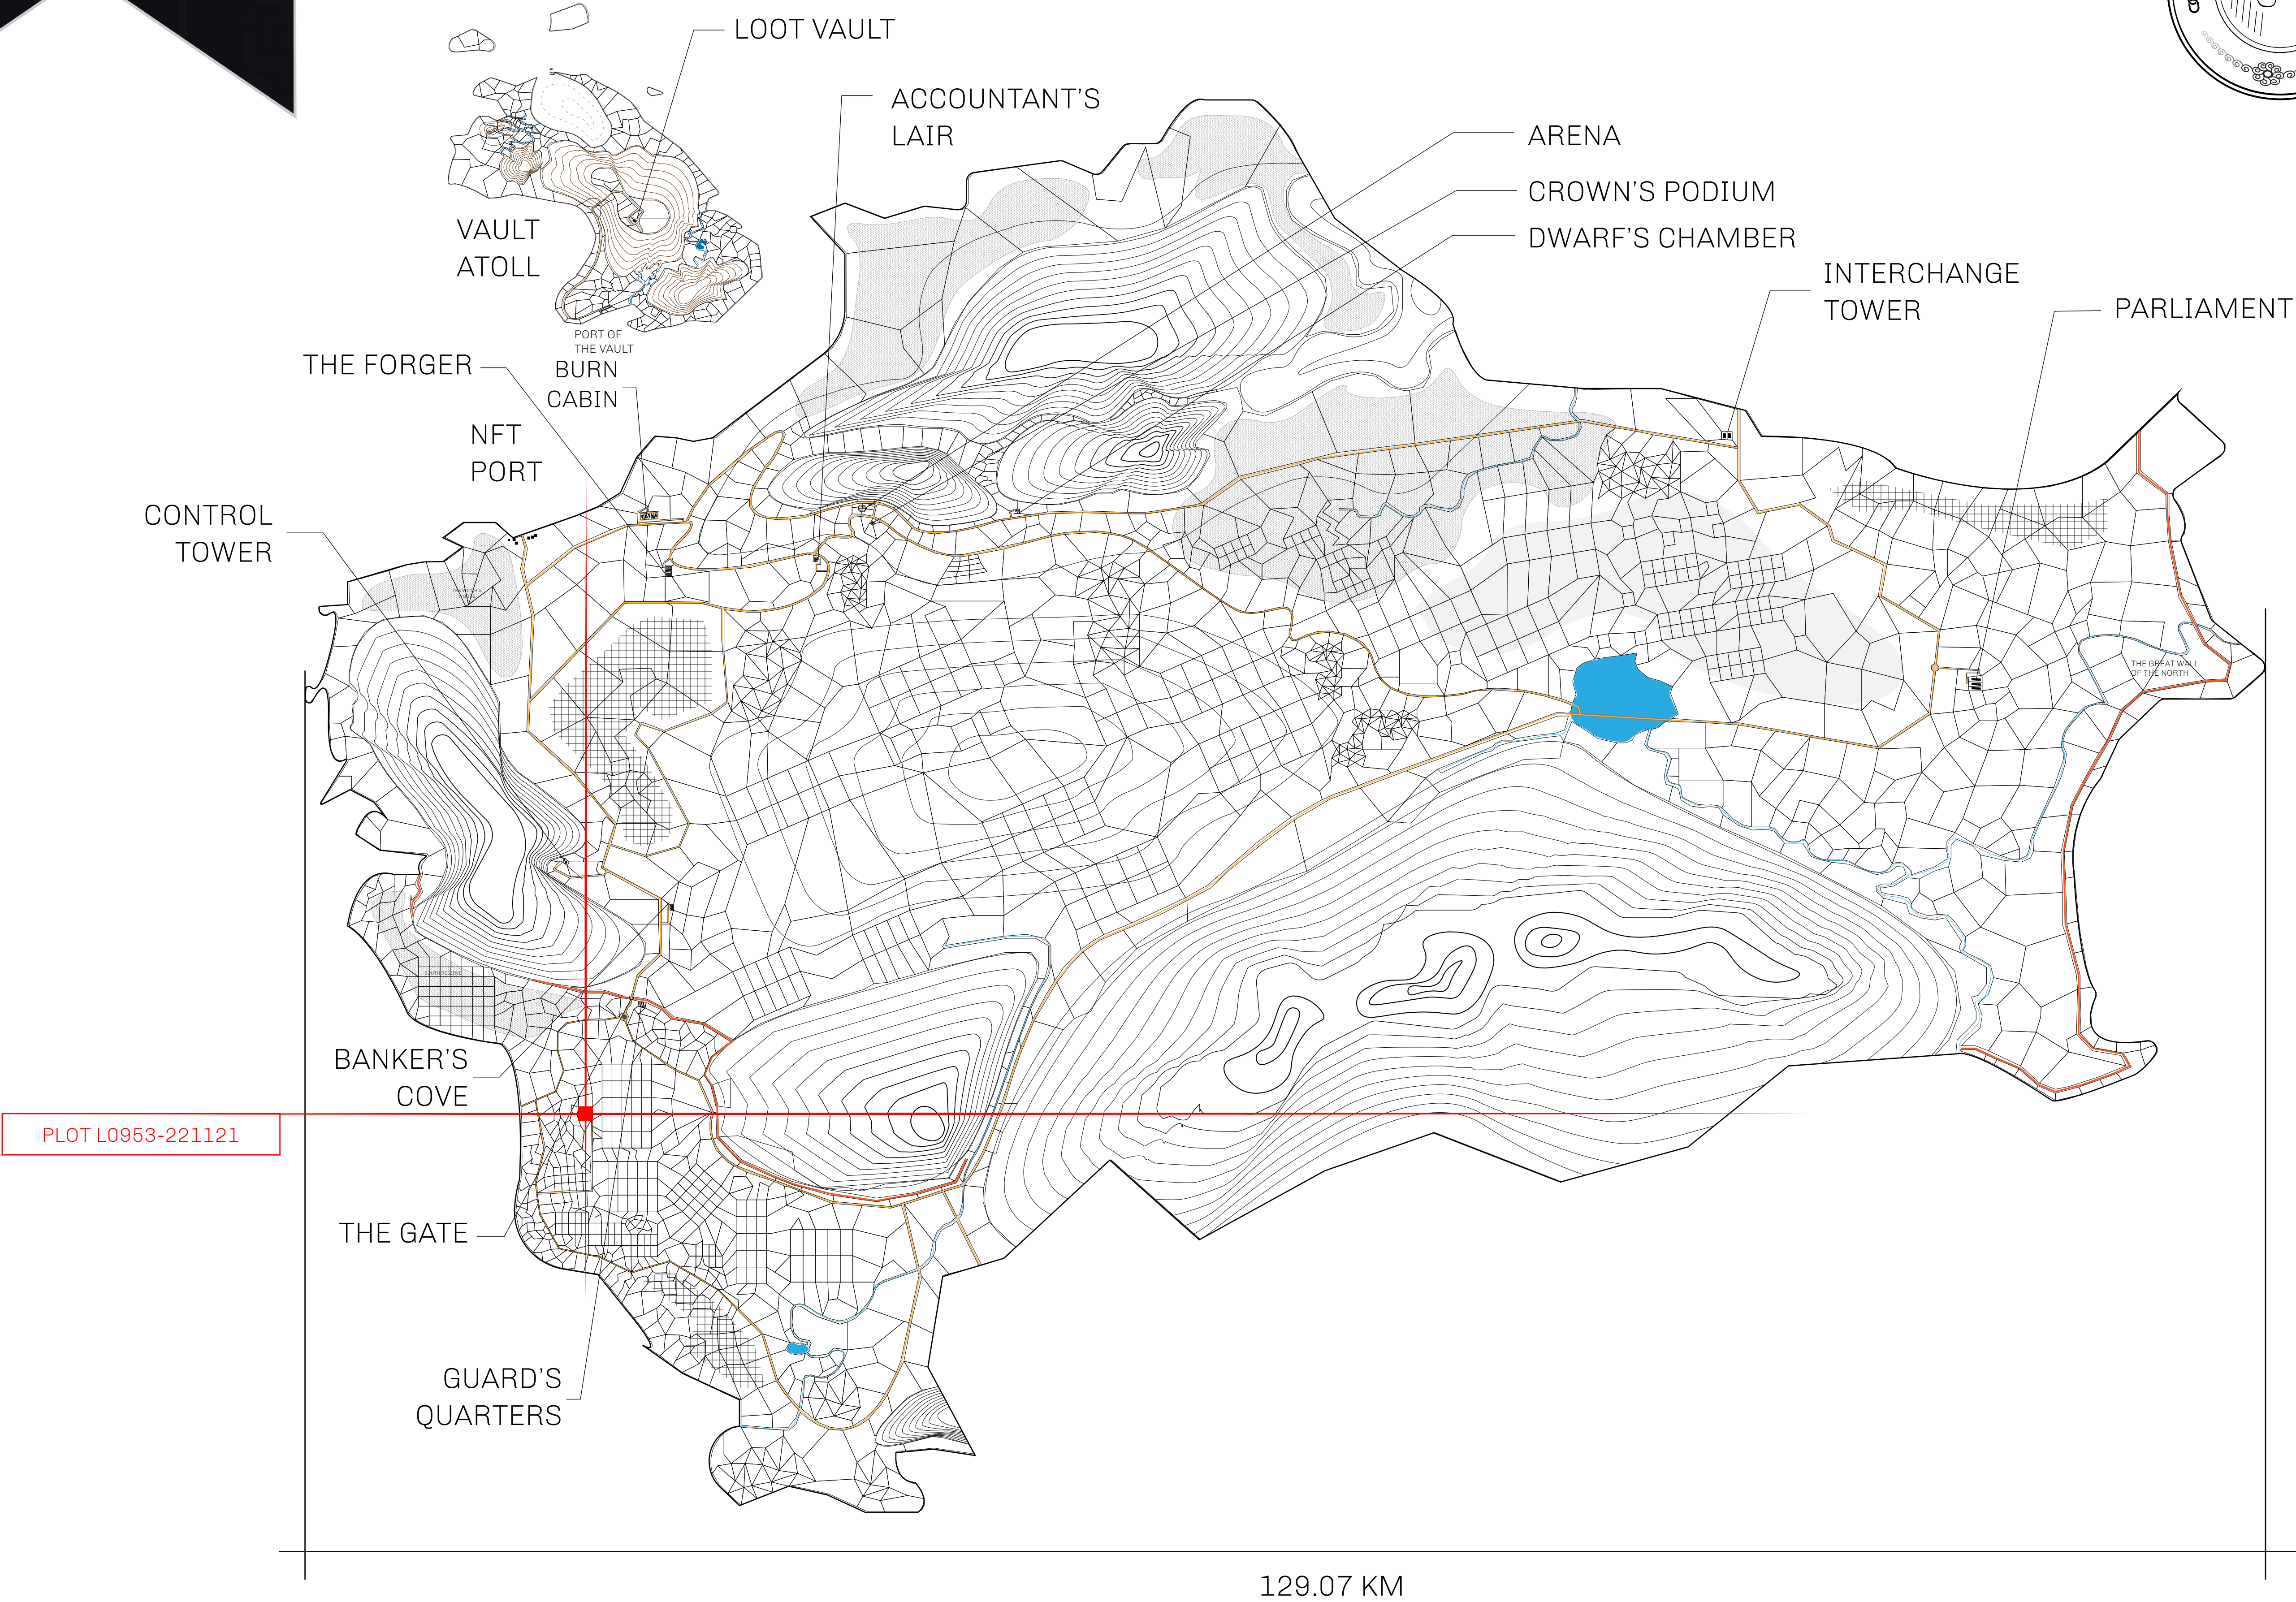 LOOT VAULT
ACCOUNTANT'S
LAIR
ARENA
CROWN'S PODIUM
DWARF'S CHAMBER
VAULT
ATOLL
INTERCHANGE
TOWER
PARLIAMENT
PORT OF
THE VAULT
THE FORGER
BURN
CABIN
NFT
PORT
CONTROL
TOWER
THE GREAT WALL
OF THE NORTH
SOUTH RESERVE
BANKER'S
COVE
PLOT L0953-221121
THE GATE
GUARD'S
QUARTERS
129.07 KM